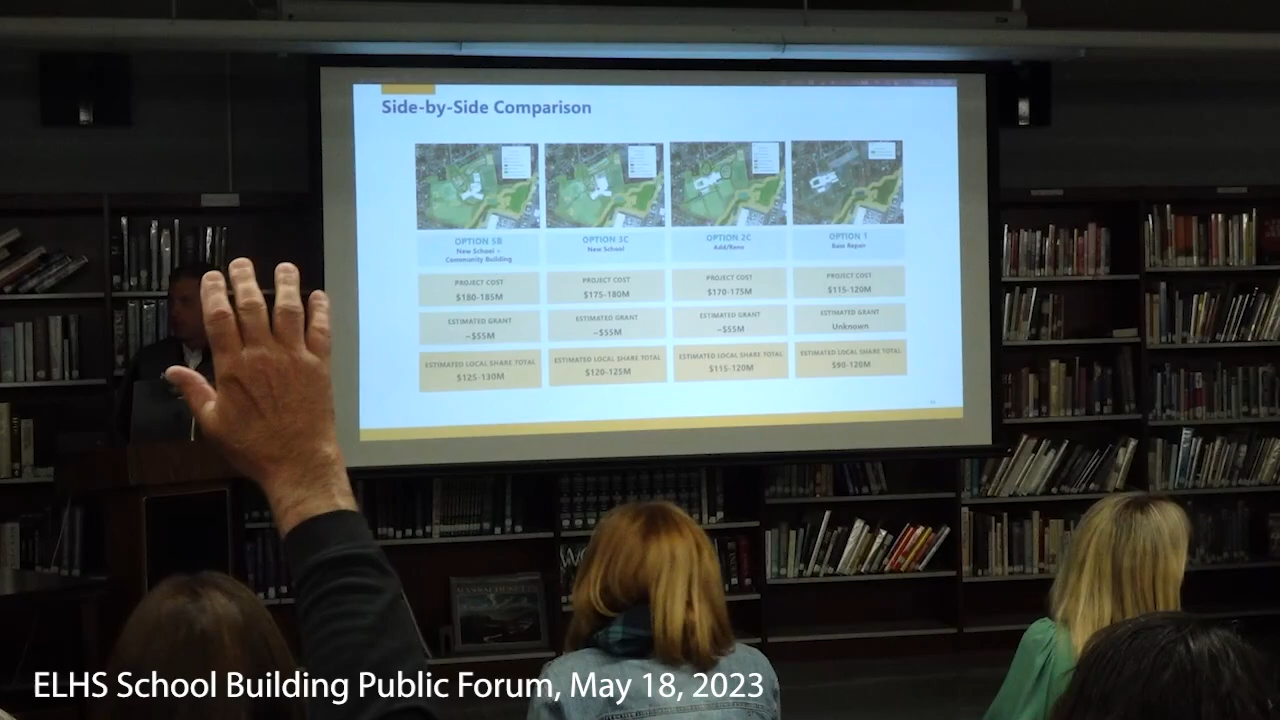 Side-by-Side Comparison
OPTION 5B
New School +
Community Building
OPTION 3C
New School
OPTION 2C
Add/Reno
OPTION 1
Base Repair
PROJECT COST
$180-185M
PROJECT COST
$175-180M
PROJECT COST
$170-175M
PROJECT COST
$115-120M
ESTIMATED GRANT
~$55M
ESTIMATED GRANT
~$55M
ESTIMATED GRANT
~$55M
ESTIMATED GRANT
Unknown
ESTIMATED LOCAL SHARE TOTAL
$125-130M
ESTIMATED LOCAL SHARE TOTAL
$120-125M
ESTIMATED LOCAL SHARE TOTAL
$115-120M
ESTIMATED LOCAL SHARE TOTAL
$90-120M
ELHS School Building Public Forum, May 18, 2023